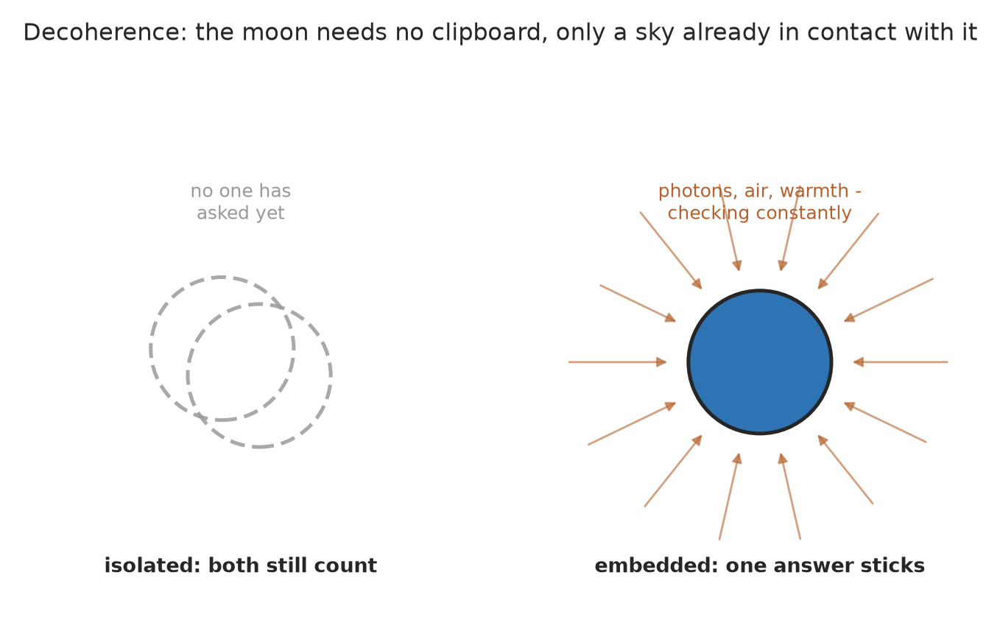 Decoherence: the moon needs no clipboard, only a sky already in contact with it
no one has
asked yet
photons, air, warmth -
checking constantly
isolated: both still count
embedded: one answer sticks